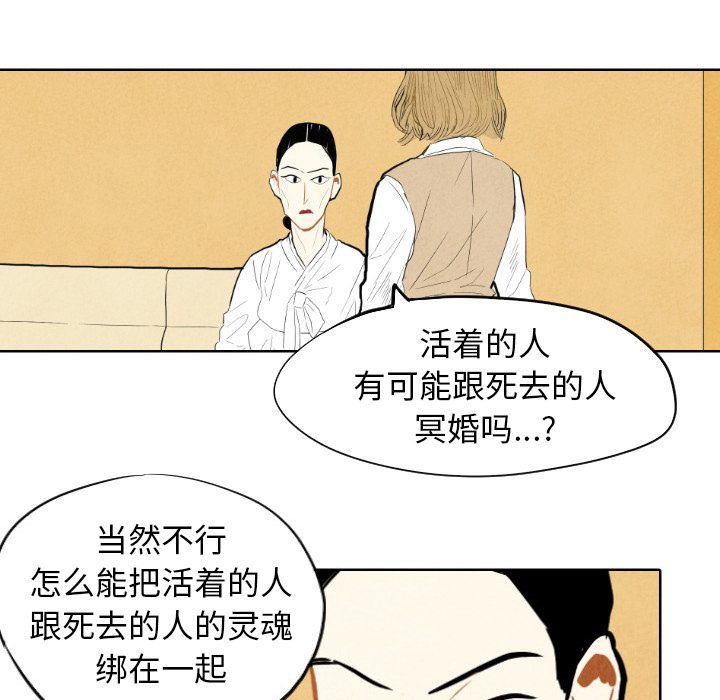 活着的人
有可能跟死去的人
冥婚吗...?
当然不行
怎么能把活着的人
跟死去的人的灵魂
绑在一起